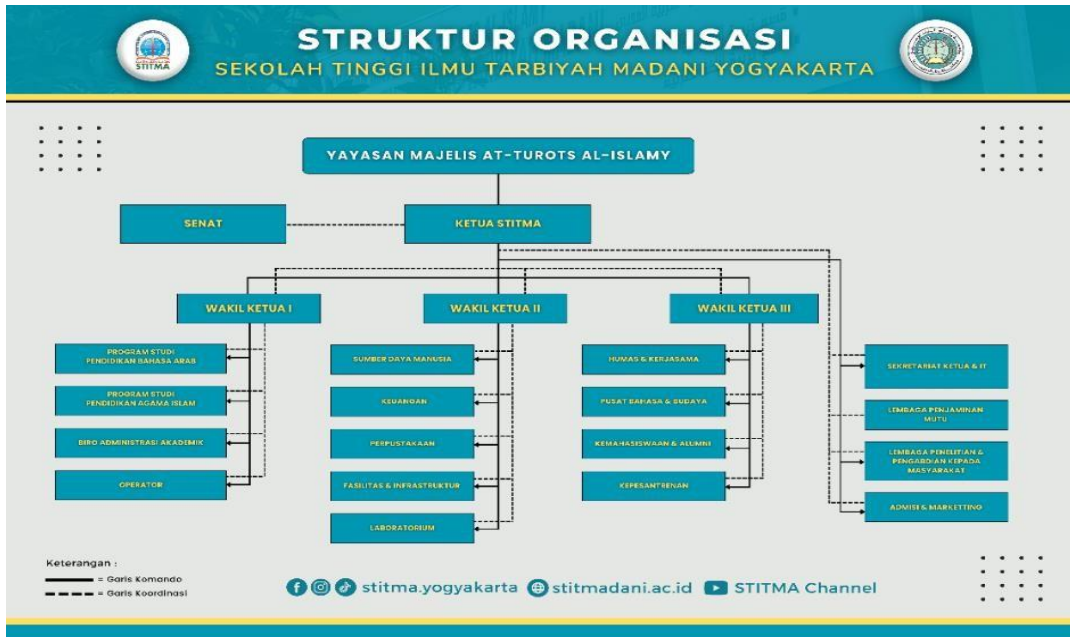 STITMA
STRUKTUR ORGANISASI
SEKOLAH TINGGI ILMU TARBIYAH MADANI YOGYAKARTA
YAYASAN MAJELIS AT-TUROTS AL-ISLAMY
SENAT
KETUA STITMA
WAKIL KETUA I
WAKIL KETUA II
WAKIL KETUA III
PROGRAM STUDI
PENDIDIKAN BAHASA ARAB
PROGRAM STUDI
PENDIDIKAN AGAMA ISLAM
BIRO ADMINISTRASI AKADEMIK
OPERATOR
SUMBER DAYA MANUSIA
KEUANGAN
PERPUSTAKAAN
FASILITAS & INFRASTRUKTUR
LABORATORIUM
HUMAS & KERJASAMA
PUSAT BAHASA & BUDAYA
KEMAHASISWAAN & ALUMNI
KEPESANTRENAN
SEKRETARIAT KETUA & IT
LEMBAGA PENJAMINAN
MUTU
LEMBAGA PENELITIAN &
PENGABDIAN KEPADA
MASYARAKAT
ADMISI & MARKETTING
Keterangan :
= Garis Komando
= Garis Koordinasi
stitma.yogyakarta
stitmadani.ac.id
STITMA Channel